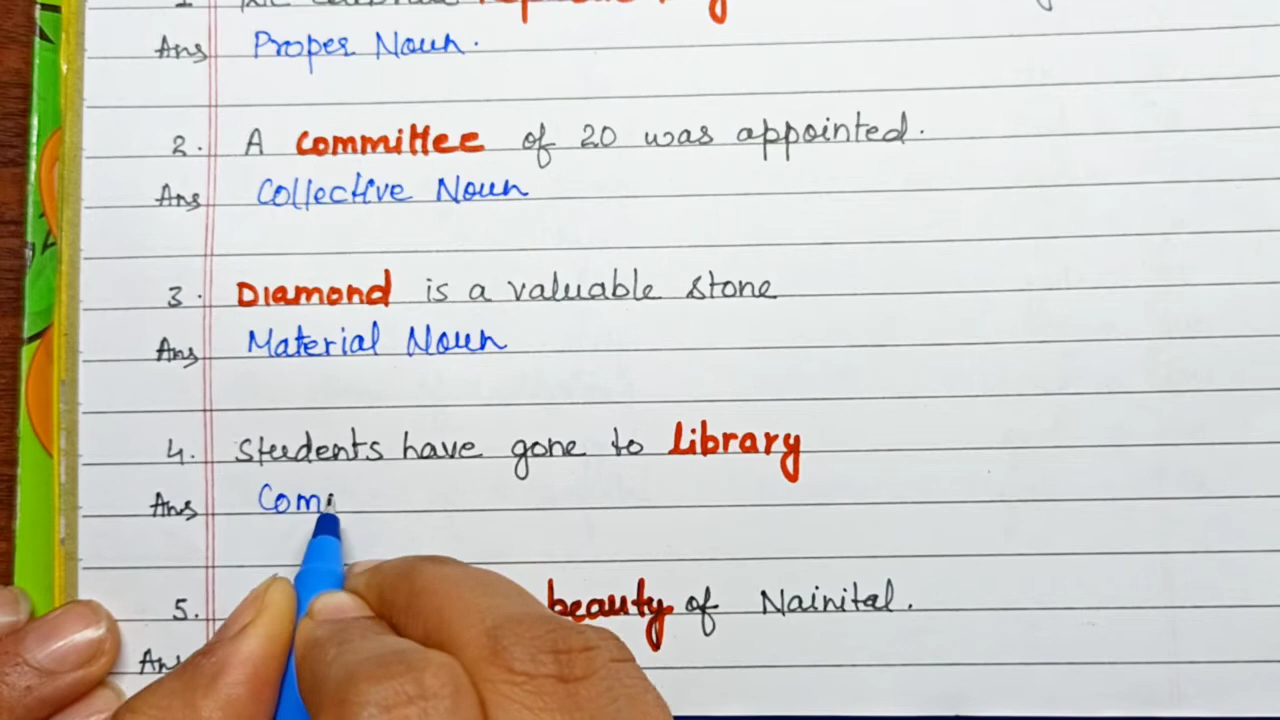 Ans Proper Noun.
2. A committee of 20 was appointed.
Ans Collective Noun
3. Diamond is a valuable stone
Ans Material Noun
4. Students have gone to library
Ans Com
5. beauty of Nainital.
Ans